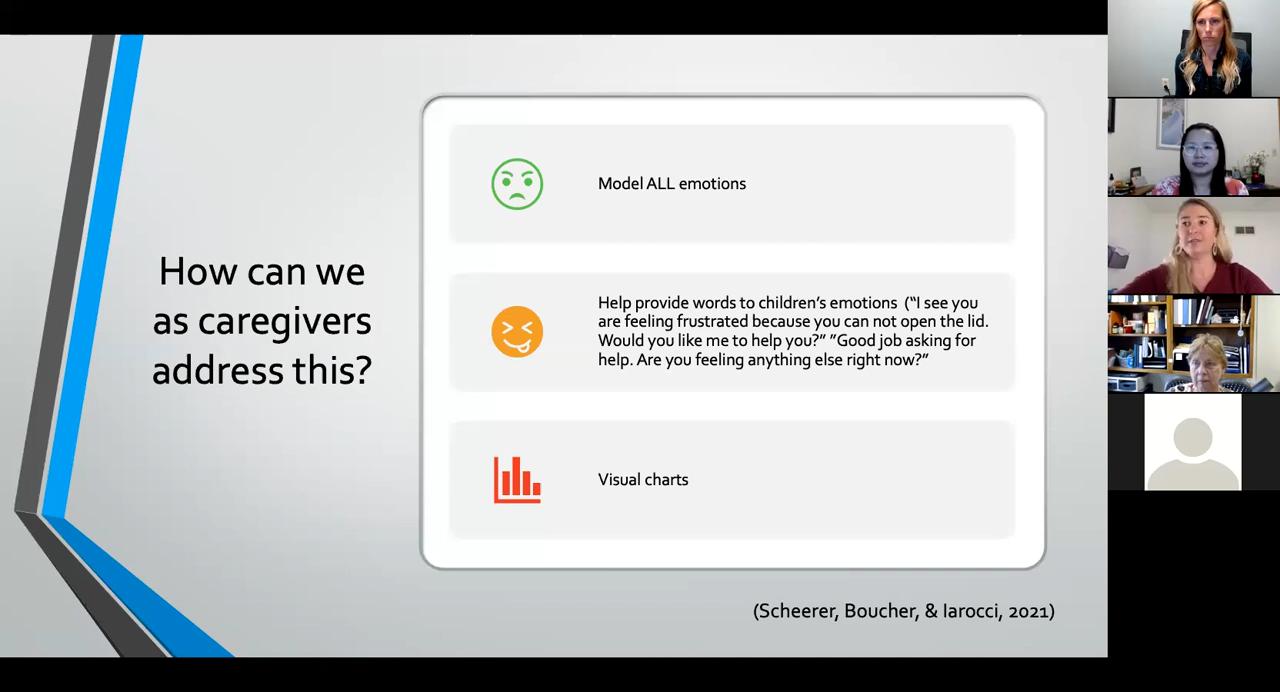 How can we
as caregivers
address this?
Model ALL emotions
Help provide words to children’s emotions (“I see you
are feeling frustrated because you can not open the lid.
Would you like me to help you?” ”Good job asking for
help. Are you feeling anything else right now?”
Visual charts
(Scheerer, Boucher, & Iarocci, 2021)